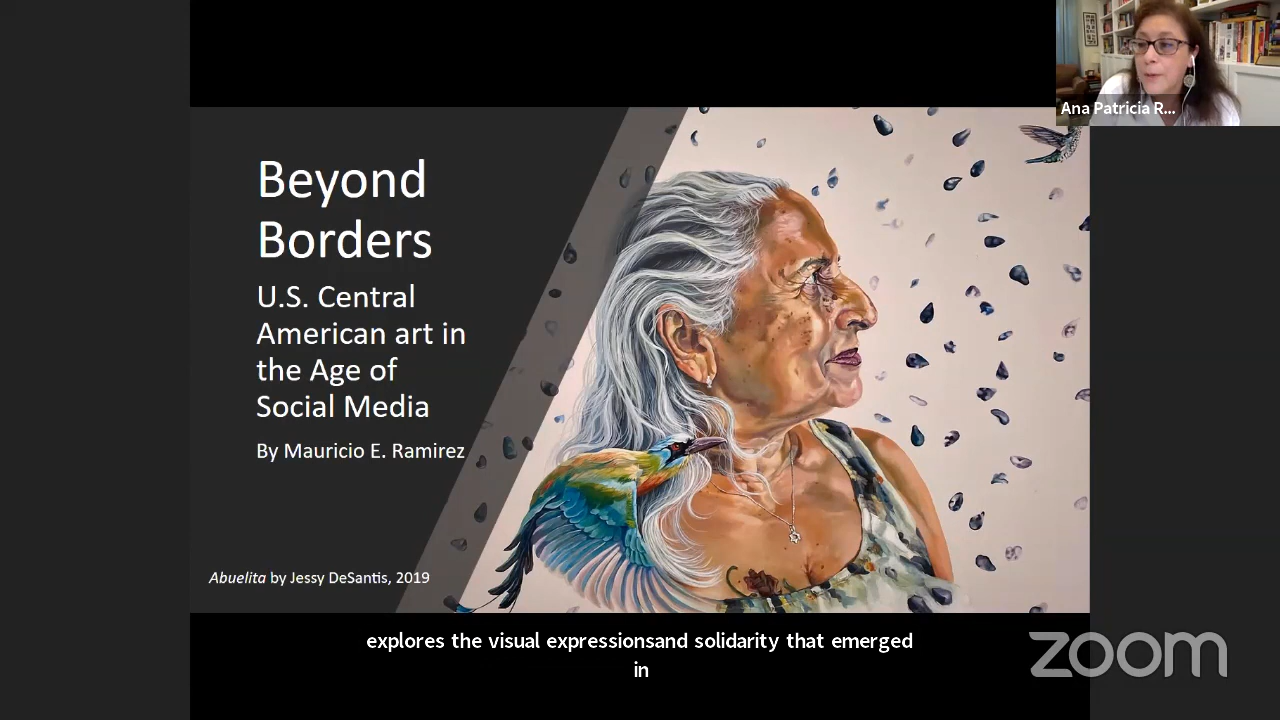 Ana Patricia R...
Beyond
Borders
U.S. Central
American art in
the Age of
Social Media
By Mauricio E. Ramirez
Abuelita by Jessy DeSantis, 2019
explores the visual expressionsand solidarity that emerged
in
zoom